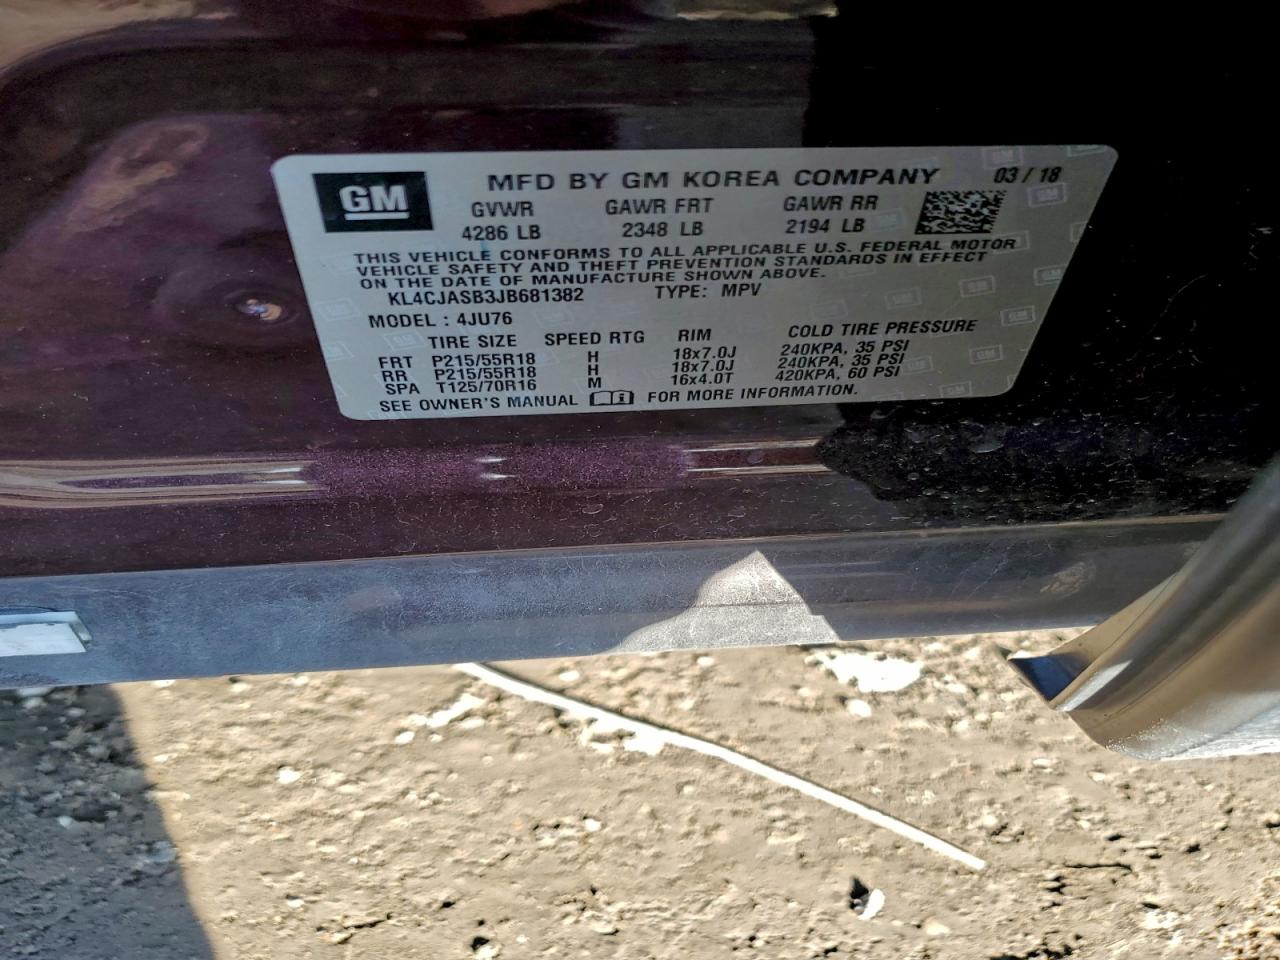 GM
MFD BY GM KOREA COMPANY 03 / 18
GVWR GAWR FRT GAWR RR
4286 LB 2348 LB 2194 LB
THIS VEHICLE CONFORMS TO ALL APPLICABLE U.S. FEDERAL MOTOR
VEHICLE SAFETY AND THEFT PREVENTION STANDARDS IN EFFECT
ON THE DATE OF MANUFACTURE SHOWN ABOVE.
KL4CJASB3JB681382 TYPE: MPV
MODEL : 4JU76
TIRE SIZE SPEED RTG RIM COLD TIRE PRESSURE
FRT P215/55R18 H 18x7.0J 240KPA, 35 PSI
RR P215/55R18 H 18x7.0J 240KPA, 35 PSI
SPA T125/70R16 M 16x4.0T 420KPA, 60 PSI
SEE OWNER'S MANUAL FOR MORE INFORMATION.